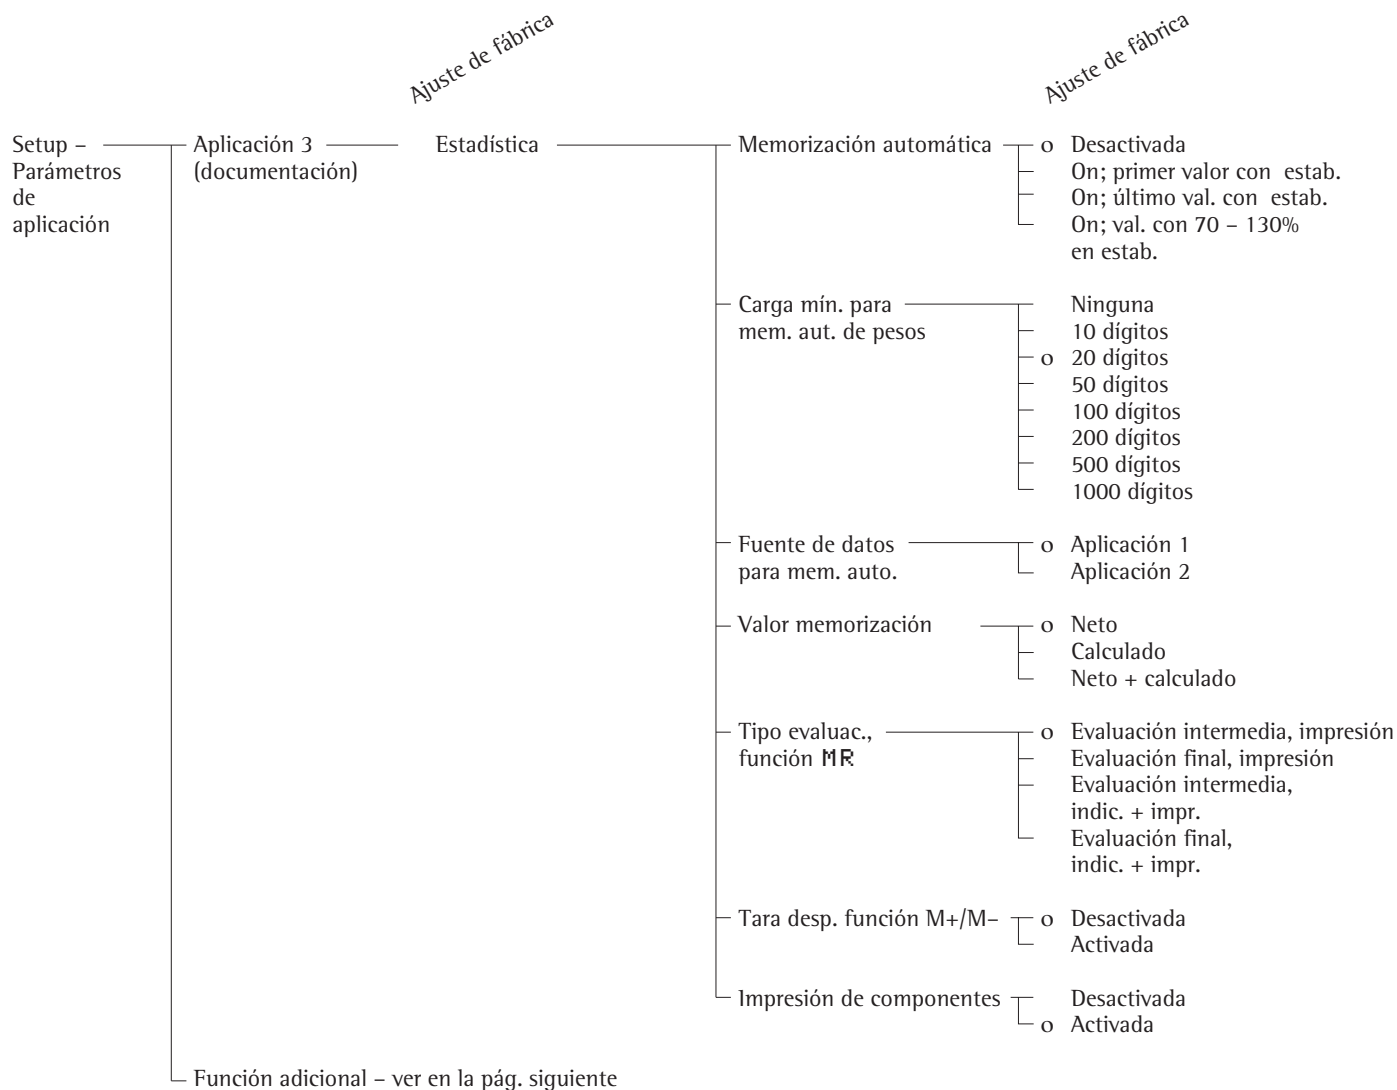 Ajuste de fábrica
Ajuste de fábrica
Setup –
Parámetros
de
aplicación
Aplicación 3
(documentación)
Estadística
Memorización automática
o Desactivada
On; primer valor con estab.
On; último val. con estab.
On; val. con 70 – 130%
en estab.
Carga mín. para
mem. aut. de pesos
Ninguna
10 dígitos
o 20 dígitos
50 dígitos
100 dígitos
200 dígitos
500 dígitos
1000 dígitos
Fuente de datos
para mem. auto.
o Aplicación 1
Aplicación 2
Valor memorización
o Neto
Calculado
Neto + calculado
Tipo evaluac.,
función MR
o Evaluación intermedia, impresión
Evaluación final, impresión
Evaluación intermedia,
indic. + impr.
Evaluación final,
indic. + impr.
Tara desp. función M+/M–
o Desactivada
Activada
Impresión de componentes
Desactivada
o Activada
Función adicional – ver en la pág. siguiente